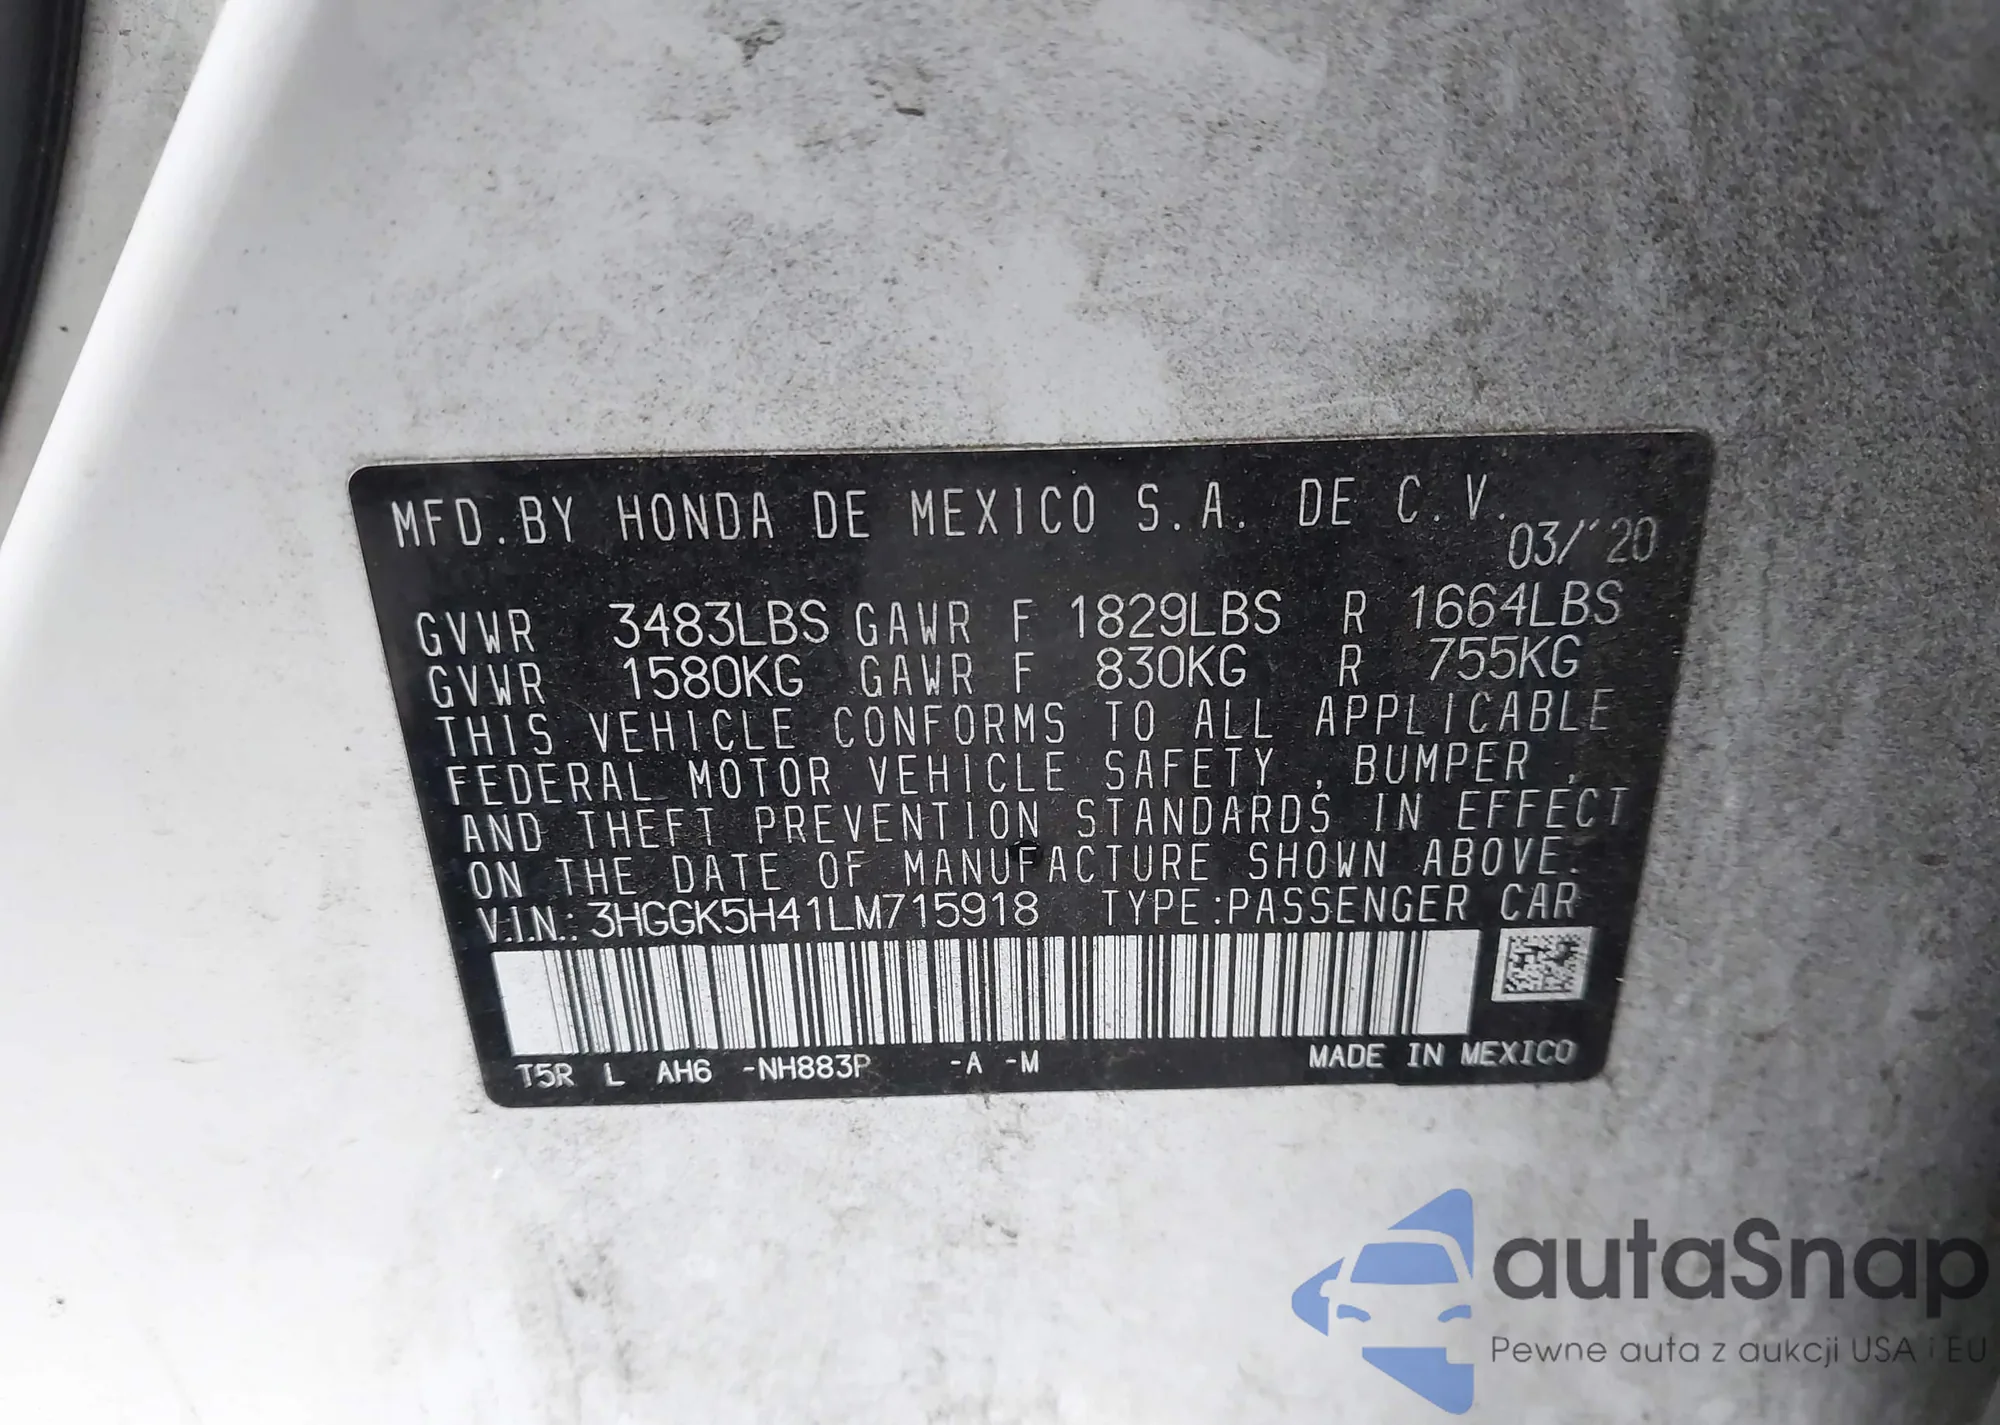 MFD. BY HONDA DE MEXICO S.A. DE C.V.
03/'20
GVWR 3483LBS GAWR F 1829LBS R 1664LBS
GVWR 1580KG GAWR F 830KG R 755KG
THIS VEHICLE CONFORMS TO ALL APPLICABLE
FEDERAL MOTOR VEHICLE SAFETY , BUMPER ,
AND THEFT PREVENTION STANDARDS IN EFFECT
ON THE DATE OF MANUFACTURE SHOWN ABOVE.
V.I.N.: 3HGGK5H41LM715918 TYPE:PASSENGER CAR
T5R L AH6 -NH883P -A -M MADE IN MEXICO
autaSnap
Pewne auta z aukcji USA i EU